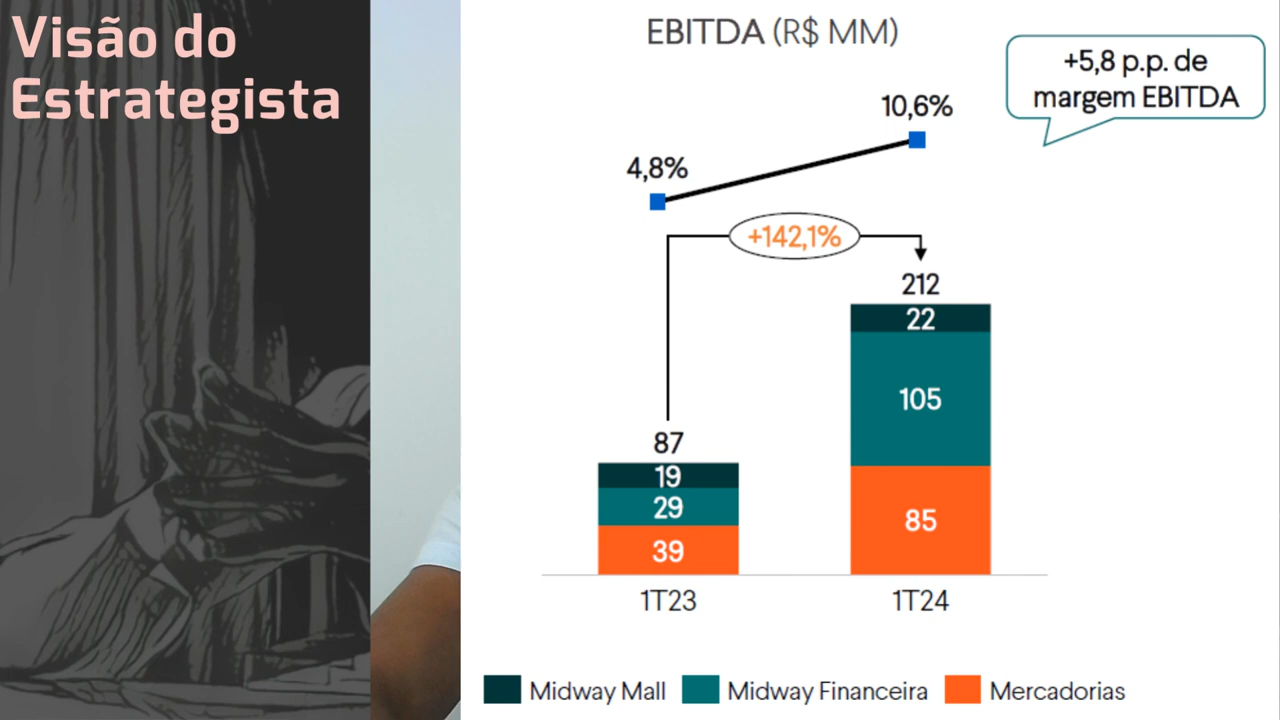 Visão do
Estrategista
EBITDA (R$ MM)
+5,8 p.p. de
margem EBITDA
10,6%
4,8%
+142,1%
212
22
105
85
87
19
29
39
1T23
1T24
Midway Mall
Midway Financeira
Mercadorias